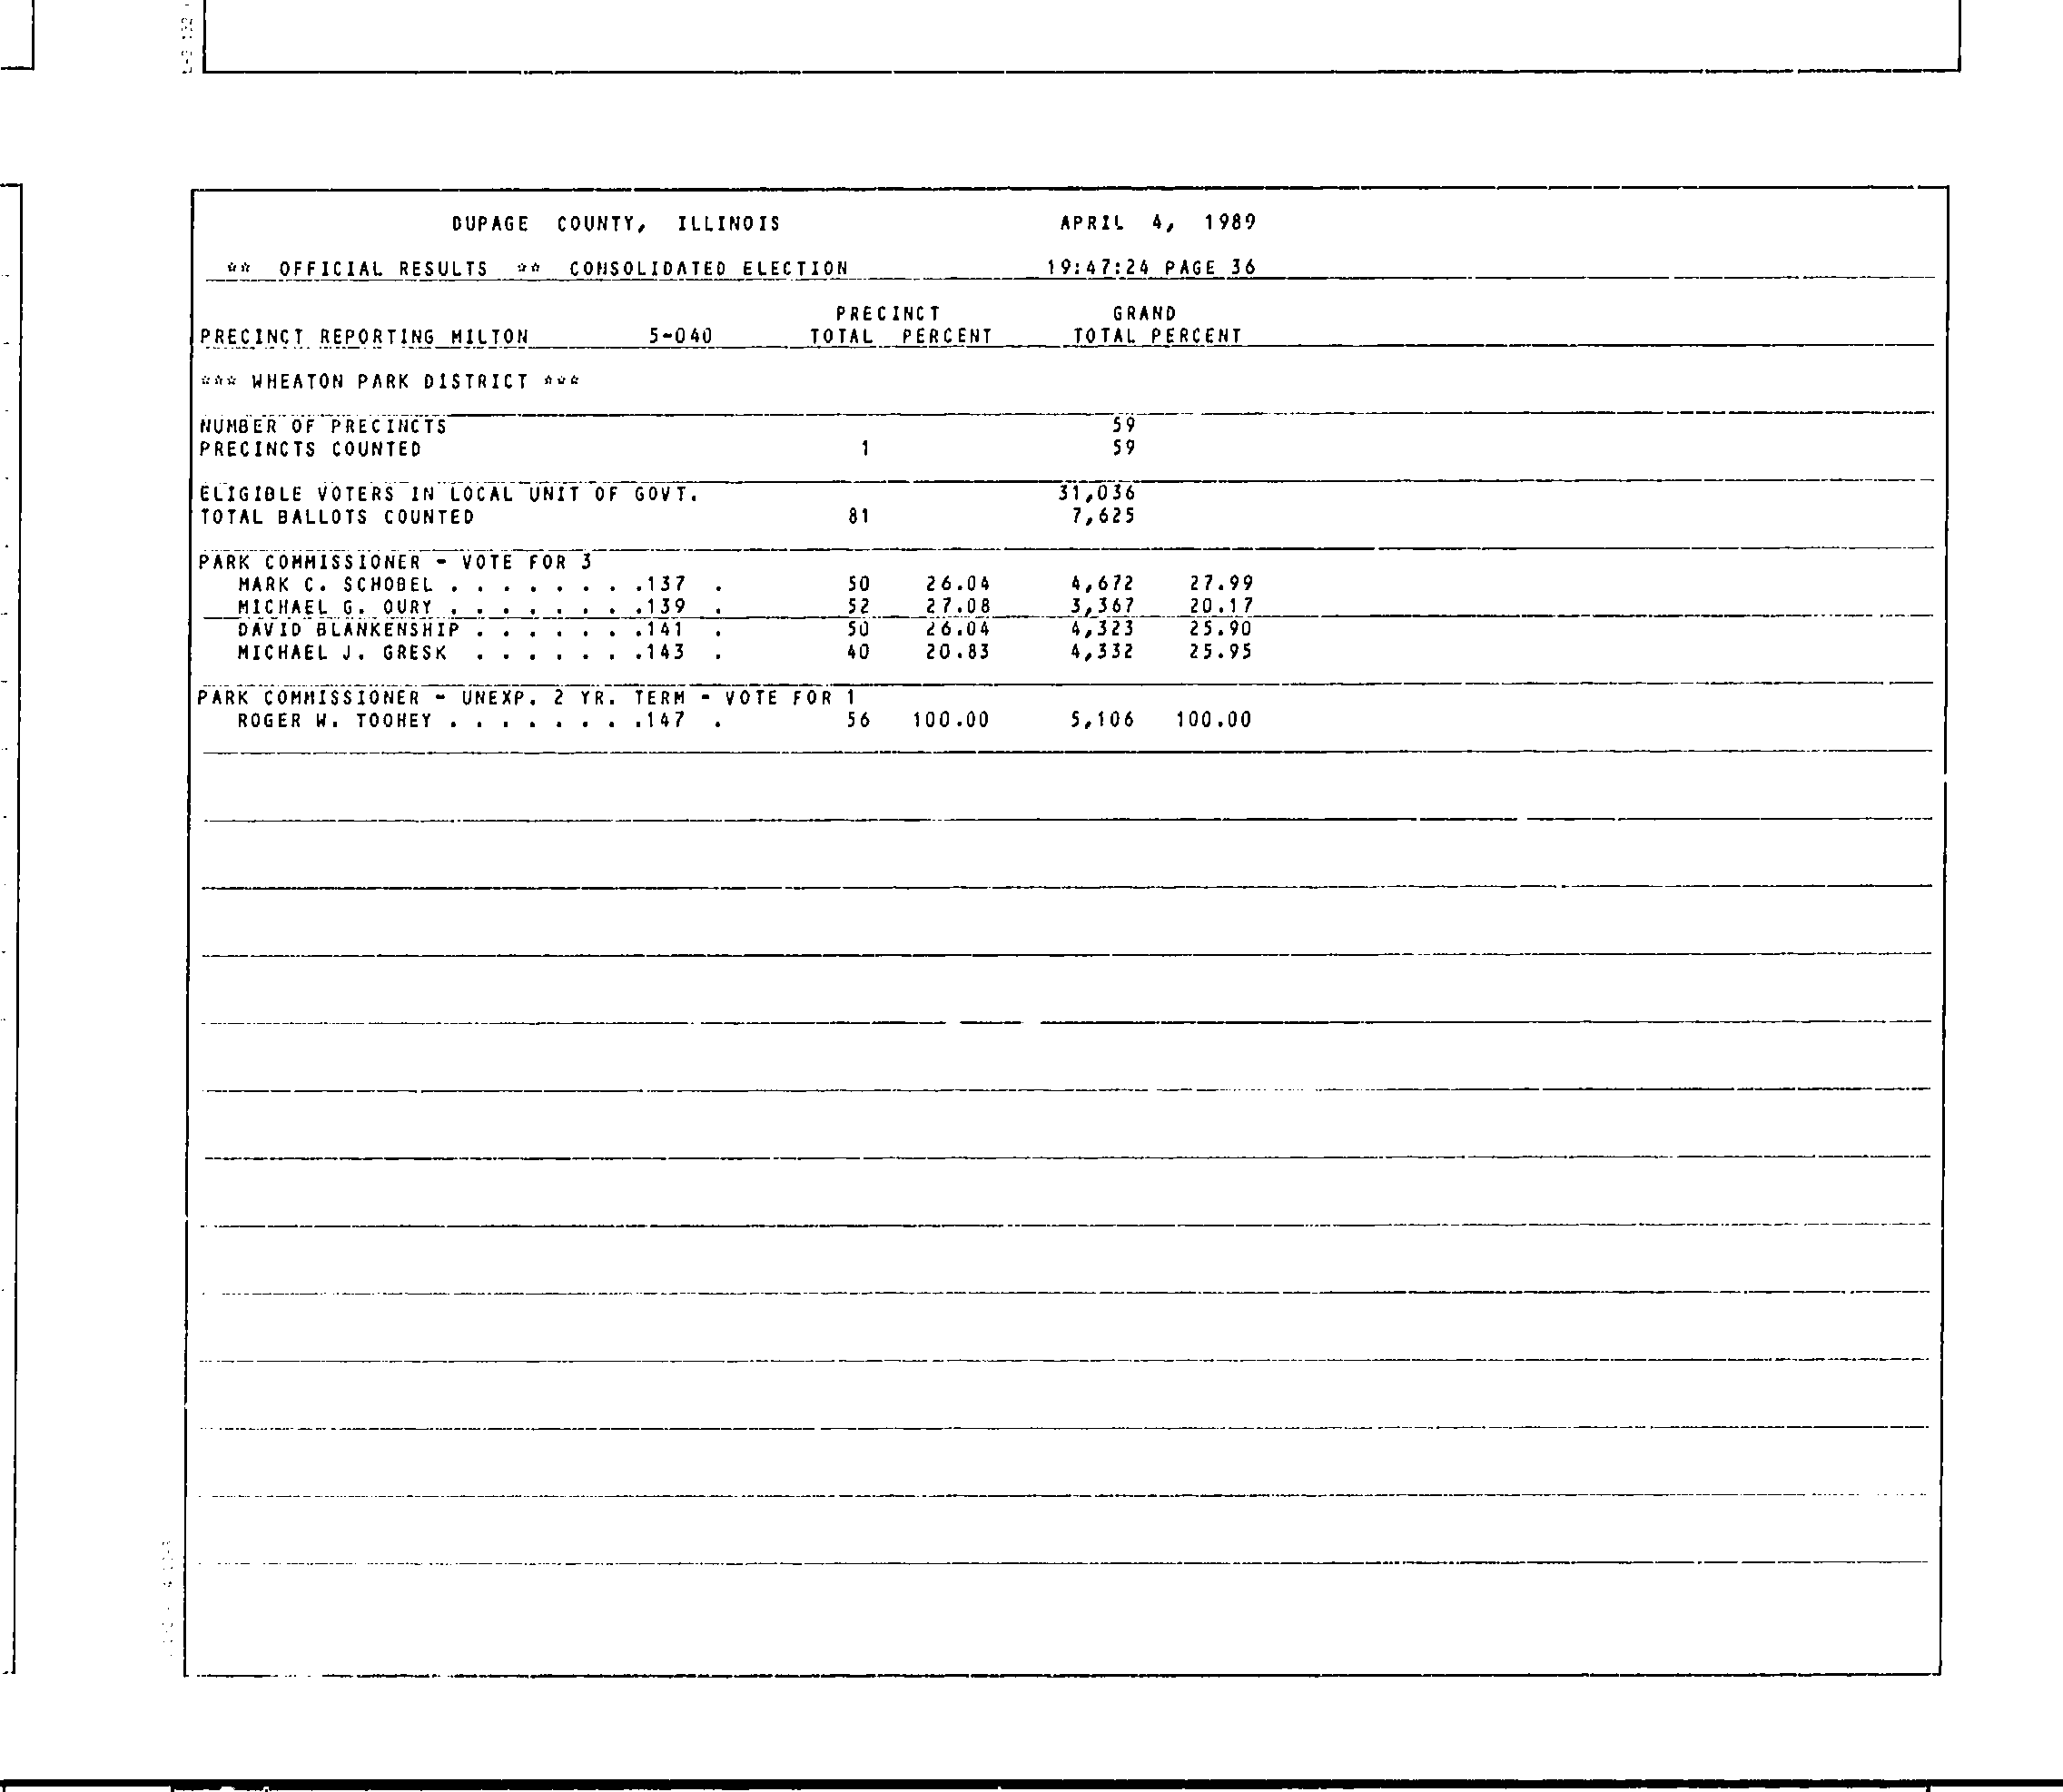 DUPAGE COUNTY, ILLINOIS APRIL 4, 1989
** OFFICIAL RESULTS ** CONSOLIDATED ELECTION 19:47:24 PAGE 36
PRECINCT GRAND
PRECINCT REPORTING MILTON 5-040 TOTAL PERCENT TOTAL PERCENT
*** WHEATON PARK DISTRICT ***
NUMBER OF PRECINCTS 59
PRECINCTS COUNTED 1 59
ELIGIBLE VOTERS IN LOCAL UNIT OF GOVT. 31,036
TOTAL BALLOTS COUNTED 81 7,625
PARK COMMISSIONER - VOTE FOR 3
MARK C. SCHOBEL . . . . . . . .137 . 50 26.04 4,672 27.99
MICHAEL G. OURY . . . . . . . .139 . 52 27.08 3,367 20.17
DAVID BLANKENSHIP . . . . . . .141 . 50 26.04 4,323 25.90
MICHAEL J. GRESK . . . . . . .143 . 40 20.83 4,332 25.95
PARK COMMISSIONER - UNEXP. 2 YR. TERM - VOTE FOR 1
ROGER W. TOOHEY . . . . . . . .147 . 56 100.00 5,106 100.00